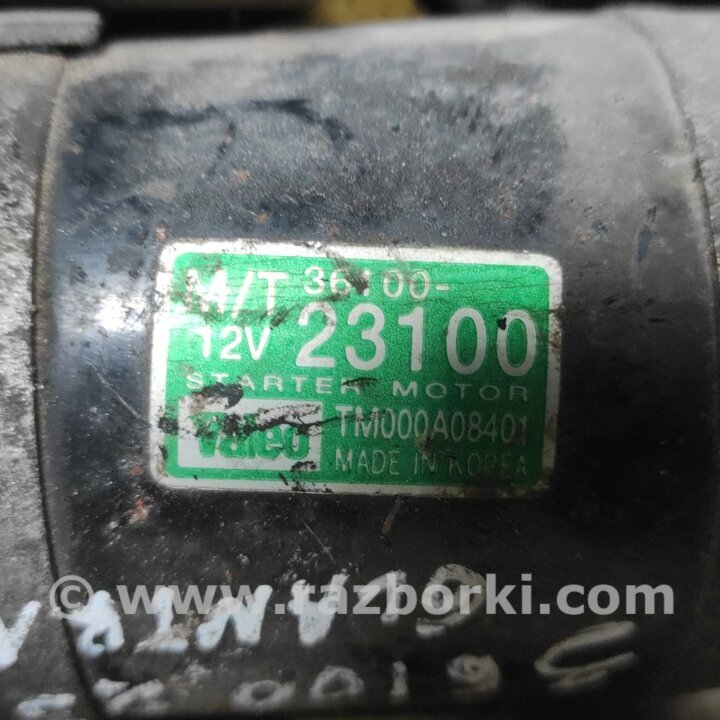 M/T 36100-
12V 23100
STARTER MOTOR
Valeo TM000A08401
MADE IN KOREA
© www.razborki.com